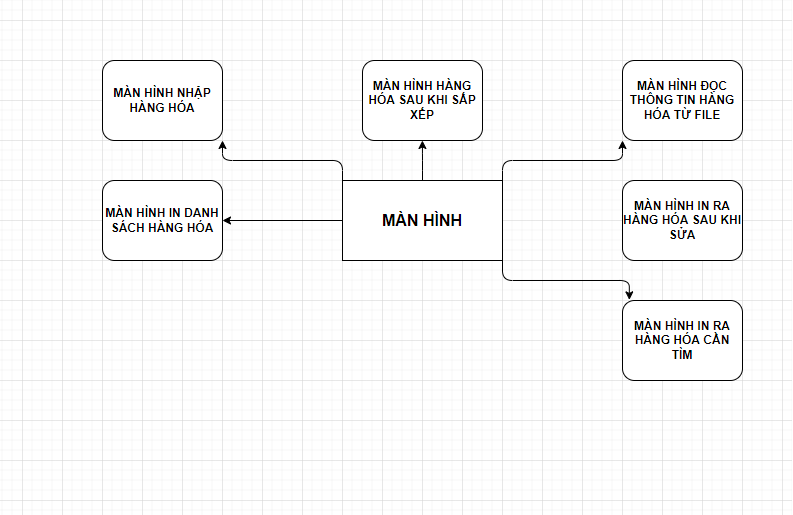 MÀN HÌNH NHẬP
HÀNG HÓA
MÀN HÌNH HÀNG
HÓA SAU KHI SẮP
XẾP
MÀN HÌNH ĐỌC
THÔNG TIN HÀNG
HÓA TỪ FILE
MÀN HÌNH IN DANH
SÁCH HÀNG HÓA
MÀN HÌNH
MÀN HÌNH IN RA
HÀNG HÓA SAU KHI
SỬA
MÀN HÌNH IN RA
HÀNG HÓA CẦN
TÌM